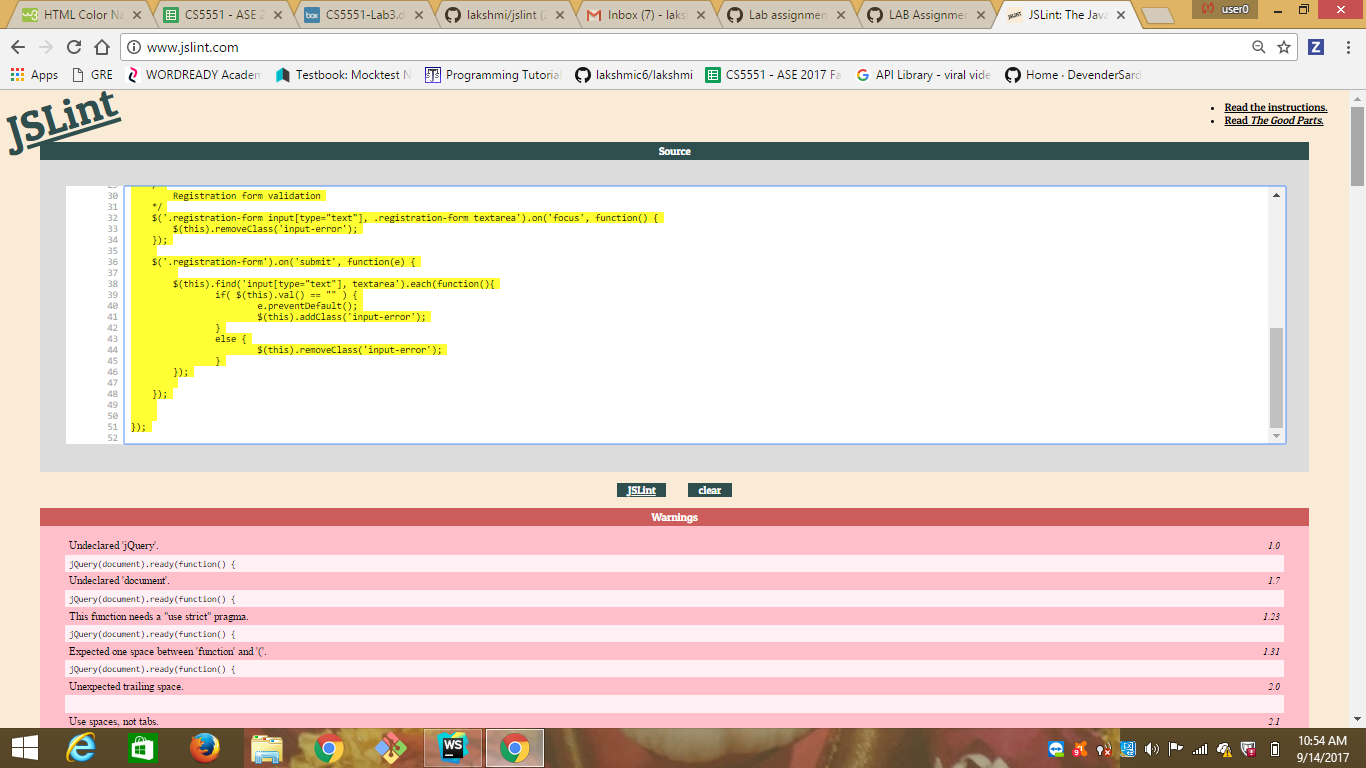 HTML Color Na
CS5551 - ASE 2
CS5551-Lab3.d
lakshmi/jslint (2
Inbox (7) - laks
Lab assignmen
LAB Assignme
JSLint: The Java
user0
www.jslint.com
Apps
GRE
WORDREADY Academ
Testbook: Mocktest N
Programming Tutorial
lakshmic6/lakshmi
CS5551 - ASE 2017 Fa
API Library - viral vide
Home · DevenderSard
JSLint
Read the instructions.
Read The Good Parts.
Source
30 Registration form validation
31 */
32 $('.registration-form input[type="text"], .registration-form textarea').on('focus', function() {
33 $(this).removeClass('input-error');
34 });
35
36 $('.registration-form').on('submit', function(e) {
37
38 $(this).find('input[type="text"], textarea').each(function(){
39 if( $(this).val() == "" ) {
40 e.preventDefault();
41 $(this).addClass('input-error');
42 }
43 else {
44 $(this).removeClass('input-error');
45 }
46 });
47
48 });
49
50
51 });
52
JSLint
clear
Warnings
Undeclared 'jQuery'. 1.0
jQuery(document).ready(function() {
Undeclared 'document'. 1.7
jQuery(document).ready(function() {
This function needs a "use strict" pragma. 1.23
jQuery(document).ready(function() {
Expected one space between 'function' and '('. 1.31
jQuery(document).ready(function() {
Unexpected trailing space. 2.0
Use spaces, not tabs. 2.1
WS
10:54 AM
9/14/2017